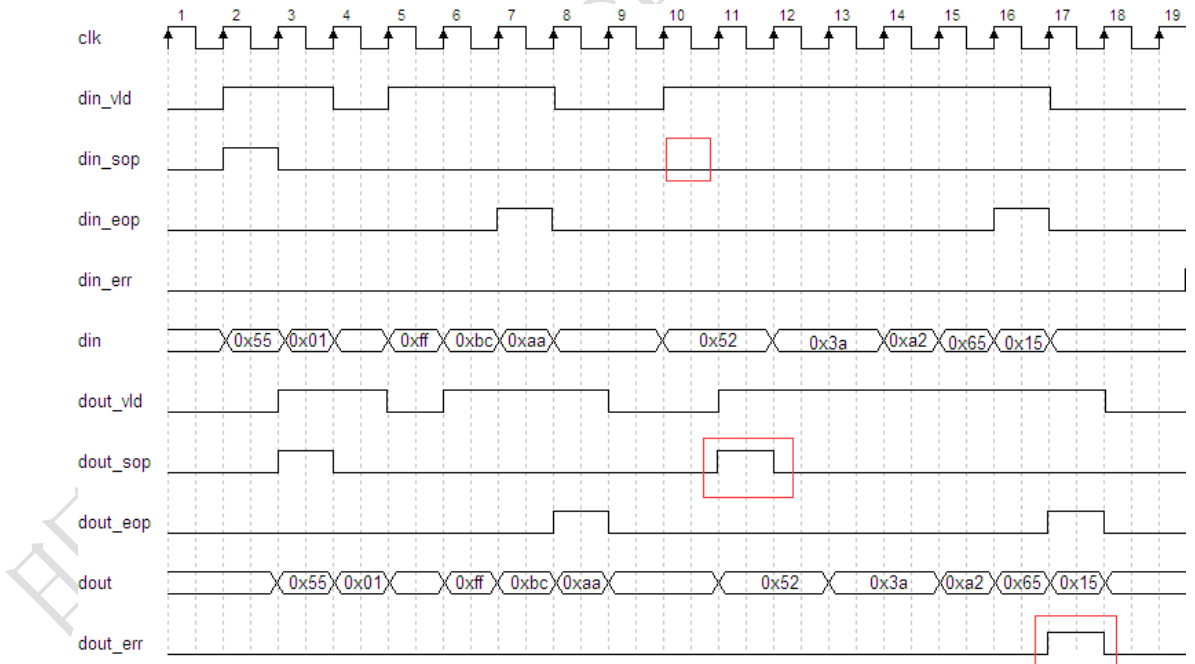 1 2 3 4 5 6 7 8 9 10 11 12 13 14 15 16 17 18 19
clk
din_vld
din_sop
din_eop
din_err
din 0x55 0x01 0xff 0xbc 0xaa 0x52 0x3a 0xa2 0x65 0x15
dout_vld
dout_sop
dout_eop
dout 0x55 0x01 0xff 0xbc 0xaa 0x52 0x3a 0xa2 0x65 0x15
dout_err